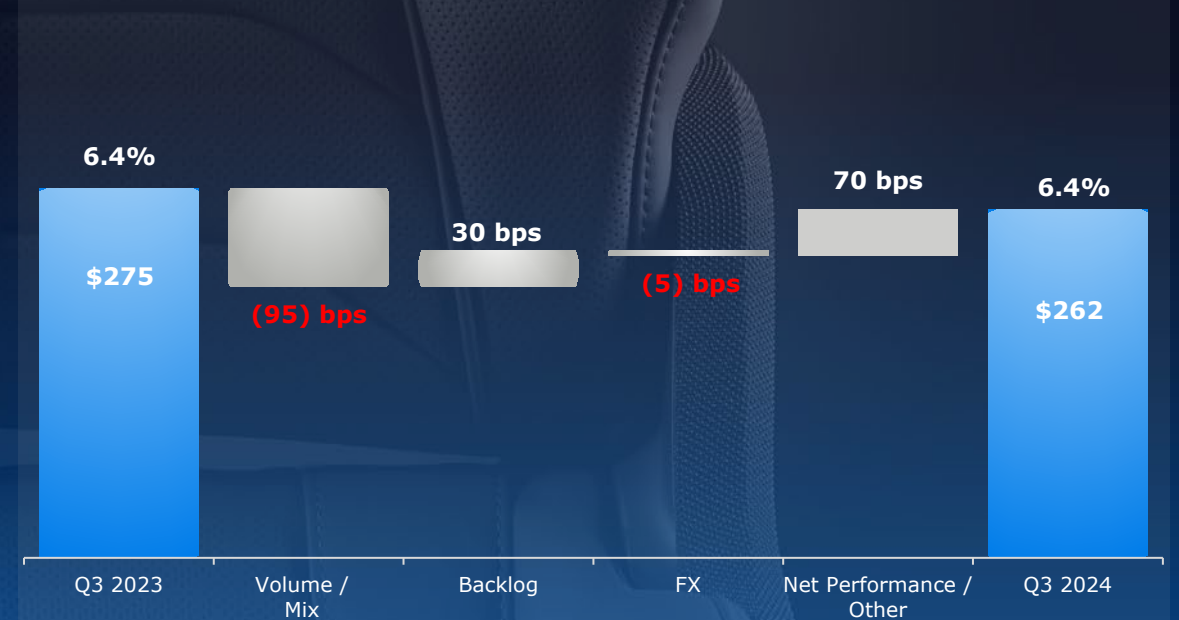 6.4%
$275
(95) bps
30 bps
(5) bps
70 bps
6.4%
$262
Q3 2023
Volume /
Mix
Backlog
FX
Net Performance /
Other
Q3 2024